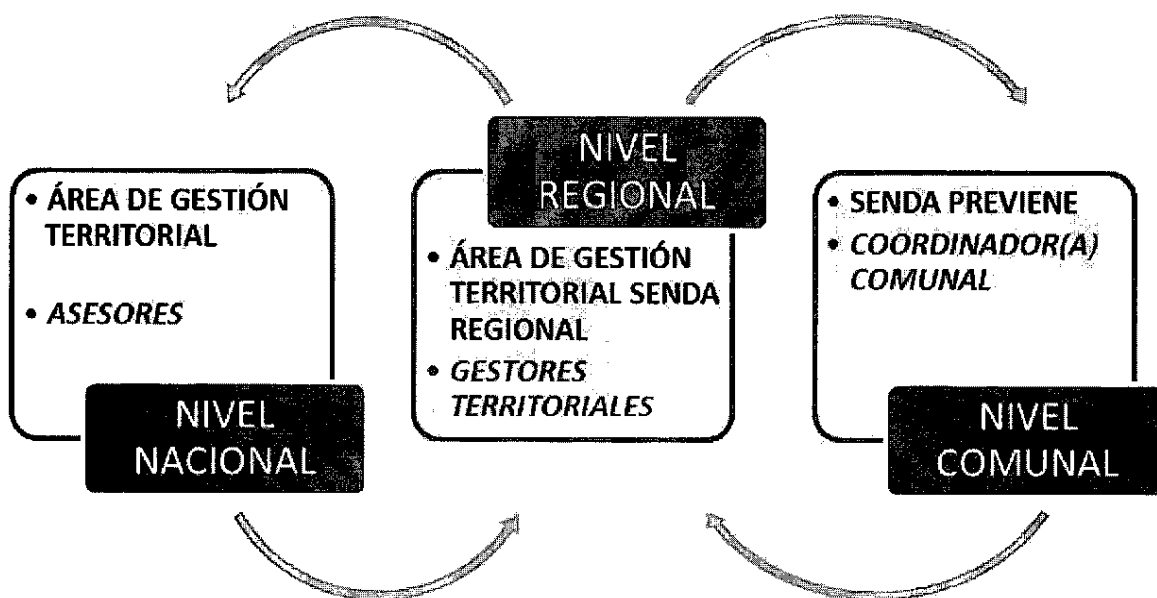 • ÁREA DE GESTIÓN
TERRITORIAL
• ASESORES
NIVEL
NACIONAL
NIVEL
REGIONAL
• ÁREA DE GESTIÓN
TERRITORIAL SENDA
REGIONAL
• GESTORES
TERRITORIALES
• SENDA PREVIENE
• COORDINADOR(A)
COMUNAL
NIVEL
COMUNAL